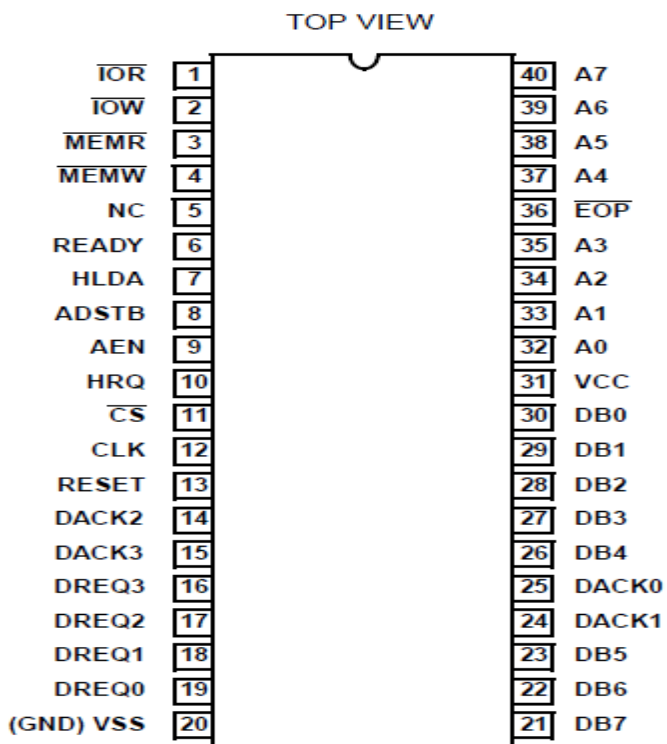 TOP VIEW
IOR 1 40 A7
IOW 2 39 A6
MEMR 3 38 A5
MEMW 4 37 A4
NC 5 36 EOP
READY 6 35 A3
HLDA 7 34 A2
ADSTB 8 33 A1
AEN 9 32 A0
HRQ 10 31 VCC
CS 11 30 DB0
CLK 12 29 DB1
RESET 13 28 DB2
DACK2 14 27 DB3
DACK3 15 26 DB4
DREQ3 16 25 DACK0
DREQ2 17 24 DACK1
DREQ1 18 23 DB5
DREQ0 19 22 DB6
(GND) VSS 20 21 DB7